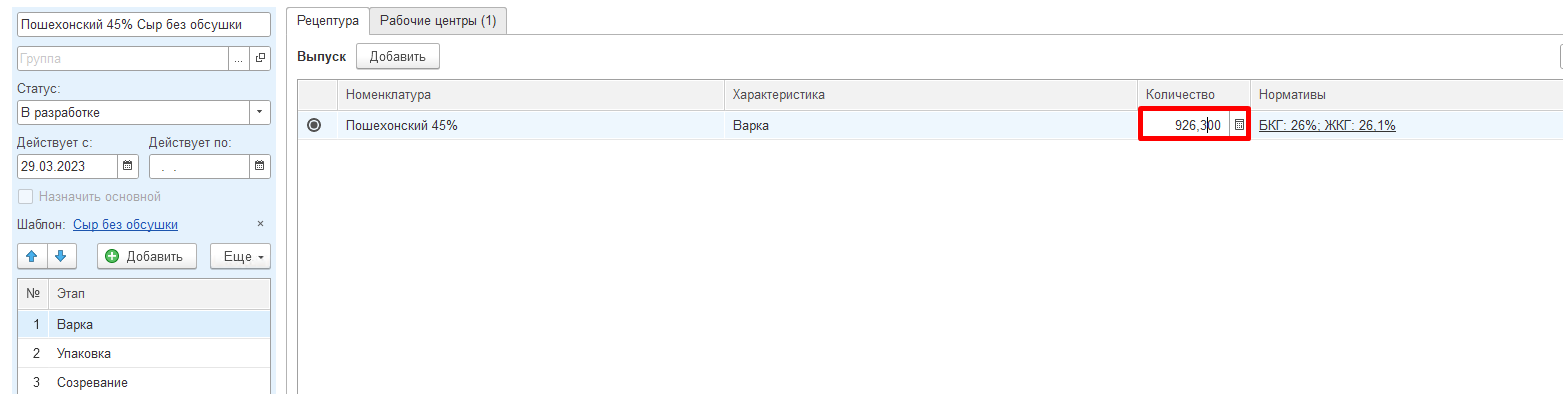 Пошехонский 45% Сыр без обсушки
Группа ...
Статус:
В разработке
Действует с: Действует по:
29.03.2023 . .
Назначить основной
Шаблон: Сыр без обсушки ×
Добавить Еще
№ Этап
1 Варка
2 Упаковка
3 Созревание
Рецептура Рабочие центры (1)
Выпуск Добавить
Номенклатура Характеристика Количество Нормативы
Пошехонский 45% Варка 926,300 БКГ: 26%; ЖКГ: 26,1%